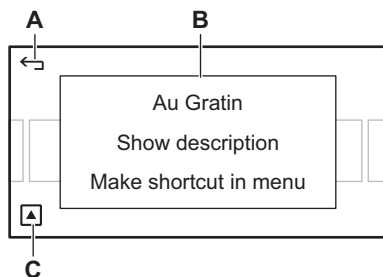 A
B
Au Gratin
Show description
Make shortcut in menu
C